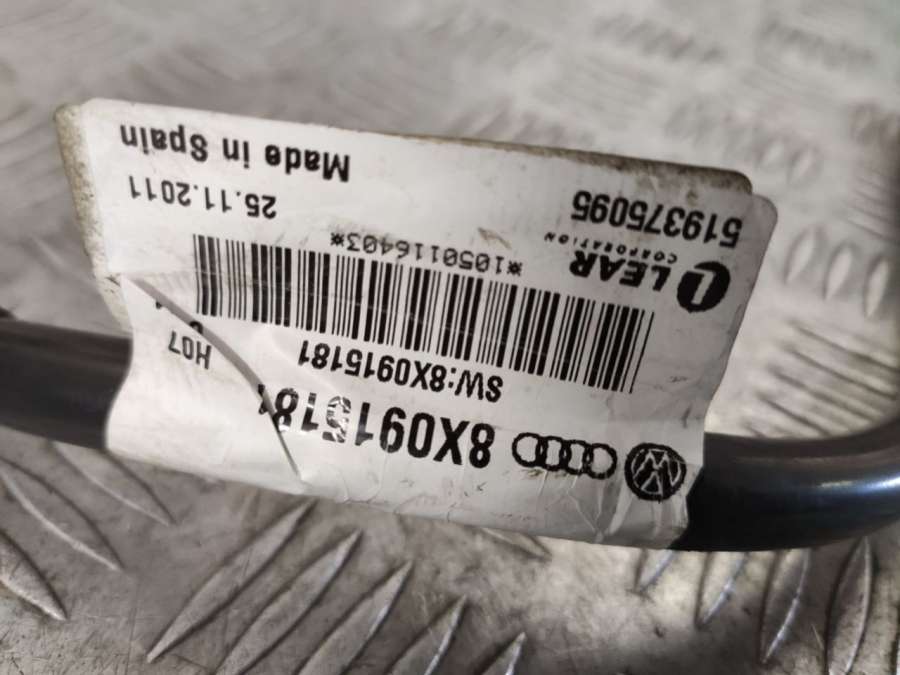 8X0915181
SW:8X0915181
H07
*1050116403*
LEAR
CORPORATION
519375095
25.11.2011
Made in Spain